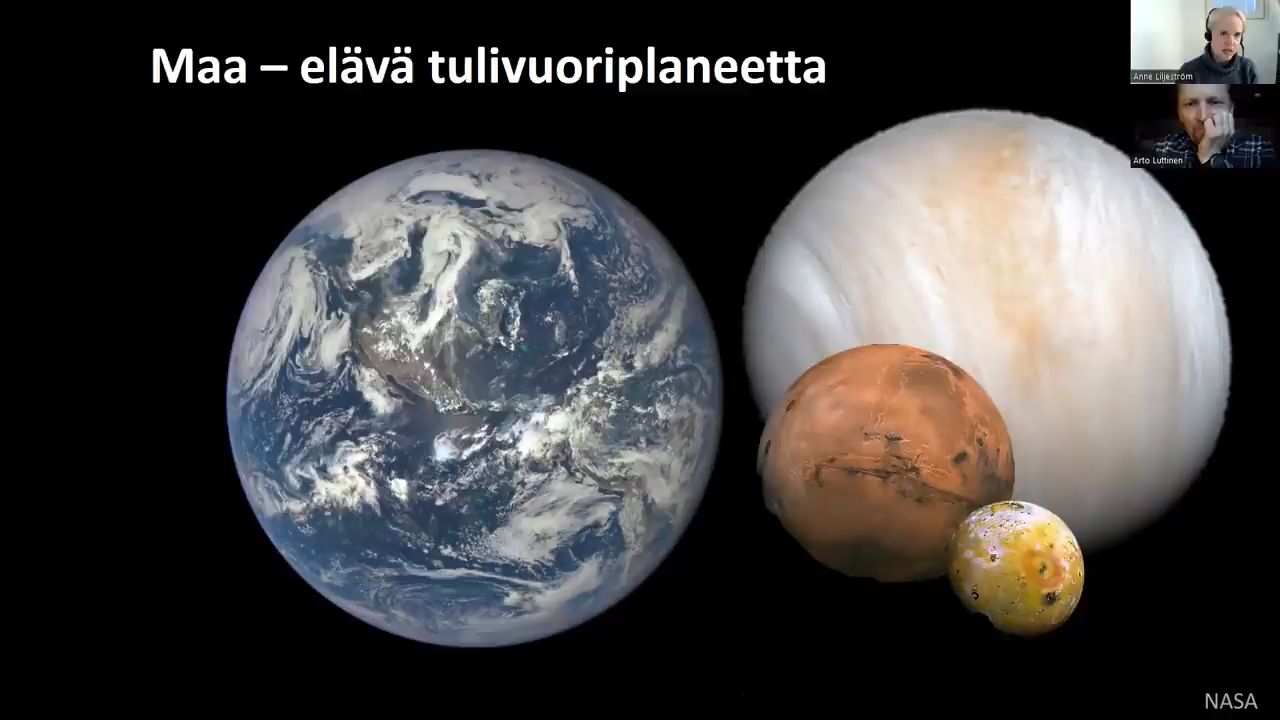 Maa – elävä tulivuoriplaneetta
Anne Liljeström
Arto Luttinen
NASA